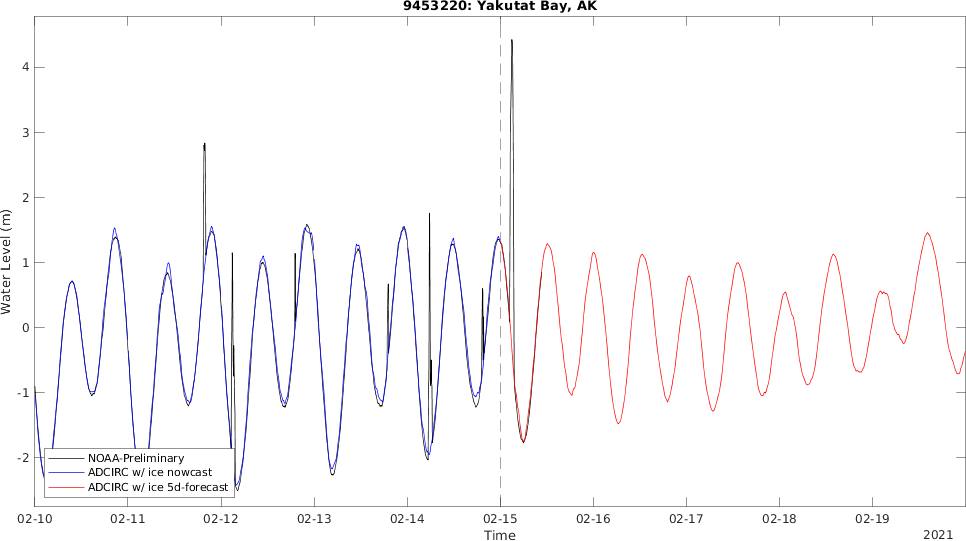 9453220: Yakutat Bay, AK
Water Level (m)
4
3
2
1
0
-1
-2
NOAA-Preliminary
ADCIRC w/ ice nowcast
ADCIRC w/ ice 5d-forecast
02-10 02-11 02-12 02-13 02-14 02-15 02-16 02-17 02-18 02-19
Time
2021